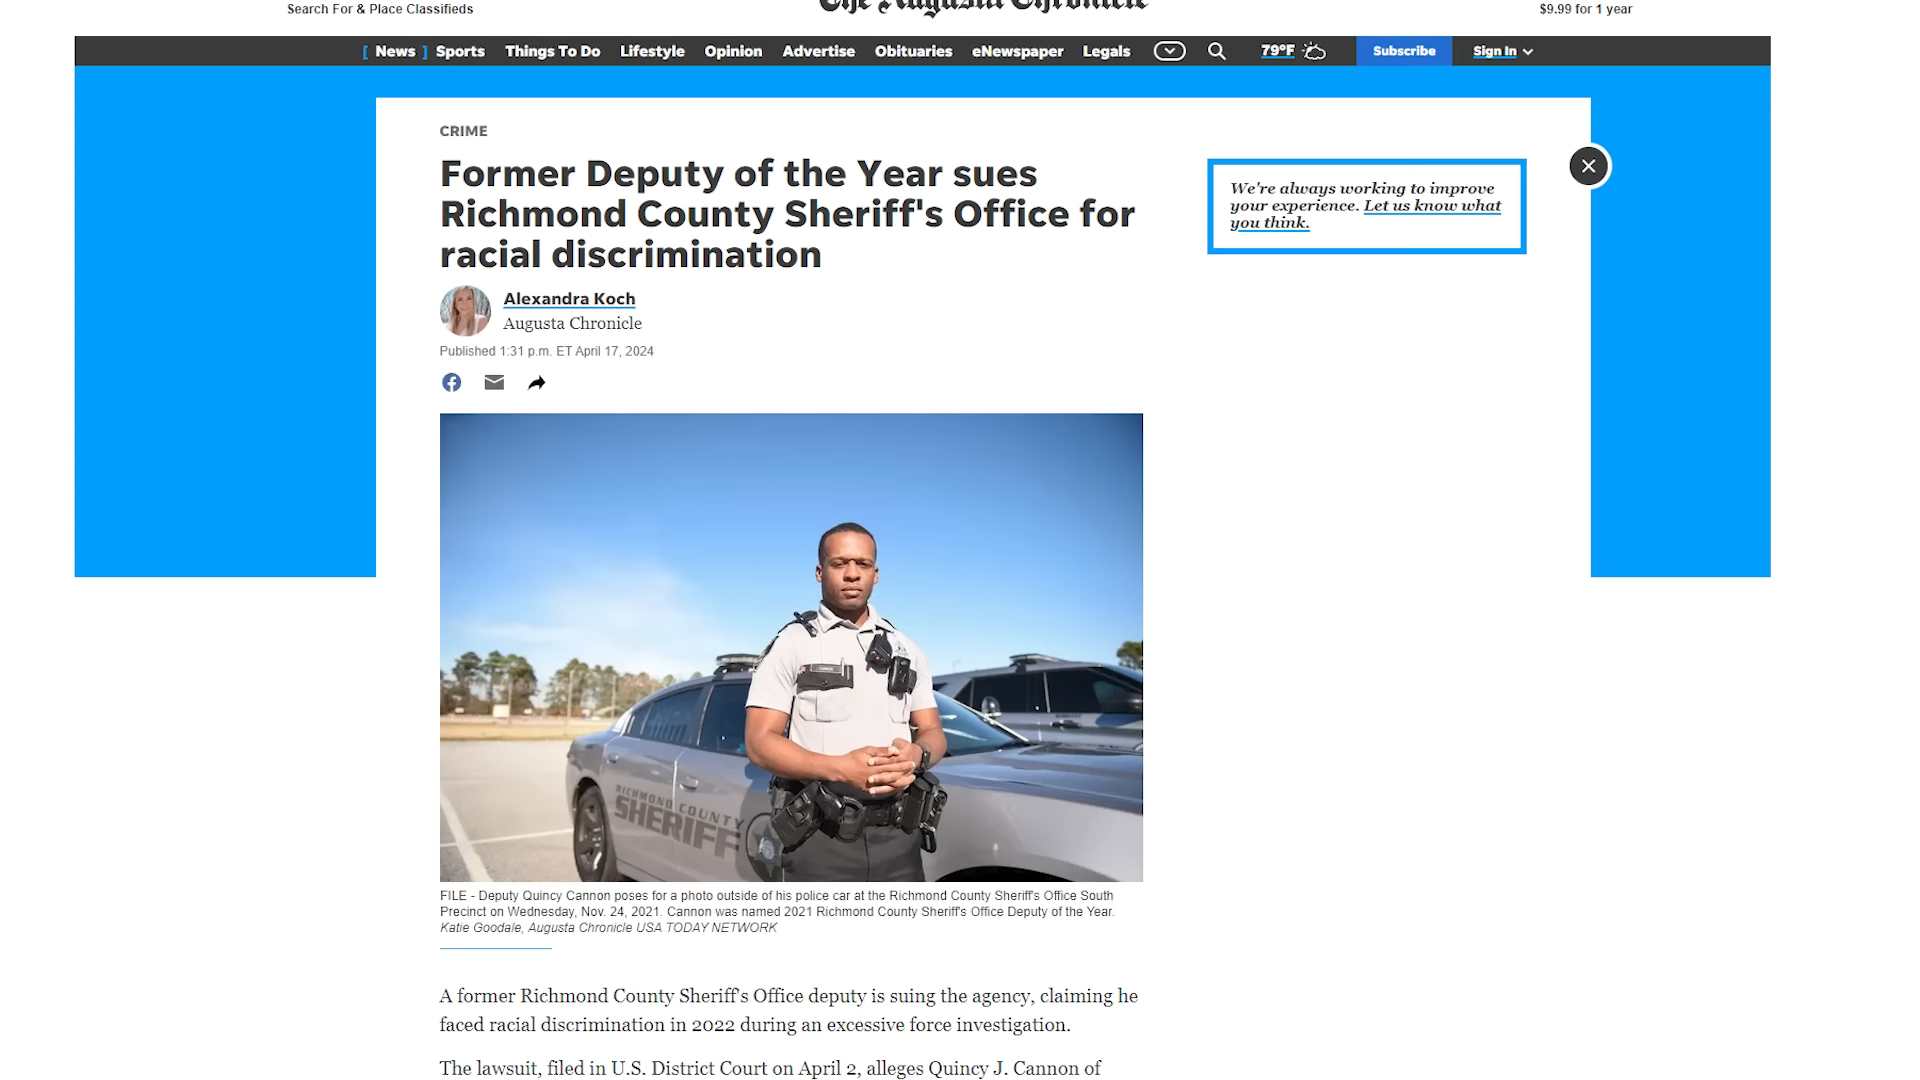 Search For & Place Classifieds
The Augusta Chronicle
$9.99 for 1 year
[ News ] Sports Things To Do Lifestyle Opinion Advertise Obituaries eNewspaper Legals 79°F Subscribe Sign In
CRIME
Former Deputy of the Year sues
Richmond County Sheriff's Office for
racial discrimination
Alexandra Koch
Augusta Chronicle
Published 1:31 p.m. ET April 17, 2024
We're always working to improve
your experience. Let us know what
you think.
RICHMOND COUNTY
SHERIFF
FILE - Deputy Quincy Cannon poses for a photo outside of his police car at the Richmond County Sheriff's Office South
Precinct on Wednesday, Nov. 24, 2021. Cannon was named 2021 Richmond County Sheriff's Office Deputy of the Year.
Katie Goodale, Augusta Chronicle USA TODAY NETWORK
A former Richmond County Sheriff's Office deputy is suing the agency, claiming he
faced racial discrimination in 2022 during an excessive force investigation.
The lawsuit, filed in U.S. District Court on April 2, alleges Quincy J. Cannon of